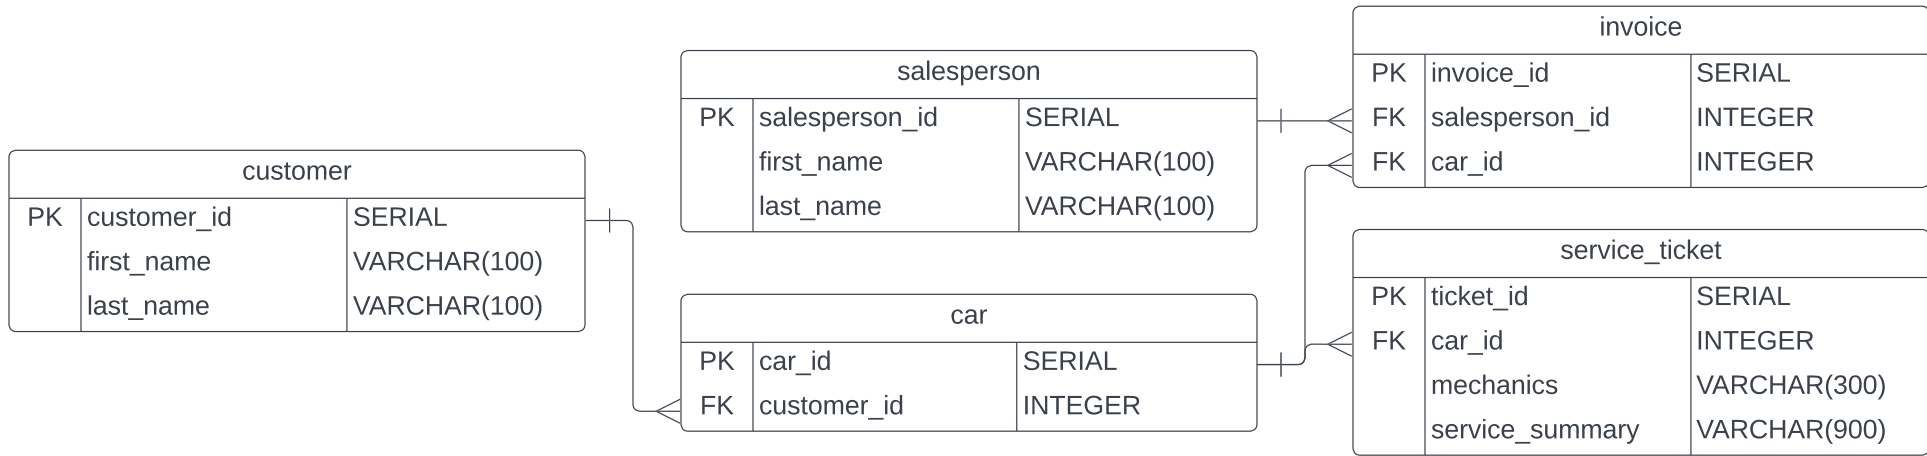 customer
PK customer_id SERIAL
first_name VARCHAR(100)
last_name VARCHAR(100)
salesperson
PK salesperson_id SERIAL
first_name VARCHAR(100)
last_name VARCHAR(100)
car
PK car_id SERIAL
FK customer_id INTEGER
invoice
PK invoice_id SERIAL
FK salesperson_id INTEGER
FK car_id INTEGER
service_ticket
PK ticket_id SERIAL
FK car_id INTEGER
mechanics VARCHAR(300)
service_summary VARCHAR(900)